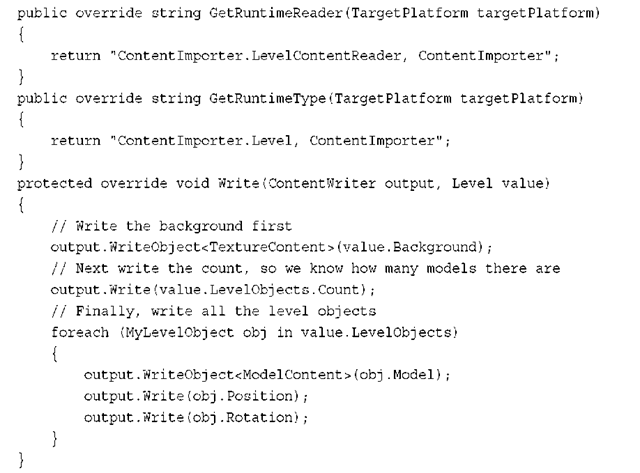 public override string GetRuntimeReader(TargetPlatform targetPlatform)
{
    return "ContentImporter.LevelContentReader, ContentImporter";
}
public override string GetRuntimeType(TargetPlatform targetPlatform)
{
    return "ContentImporter.Level, ContentImporter";
}
protected override void Write(ContentWriter output, Level value)
{
    // Write the background first
    output.WriteObject<TextureContent>(value.Background);
    // Next write the count, so we know how many models there are
    output.Write(value.LevelObjects.Count);
    // Finally, write all the level objects
    foreach (MyLevelObject obj in value.LevelObjects)
    {
        output.WriteObject<ModelContent>(obj.Model);
        output.Write(obj.Position);
        output.Write(obj.Rotation);
    }
}